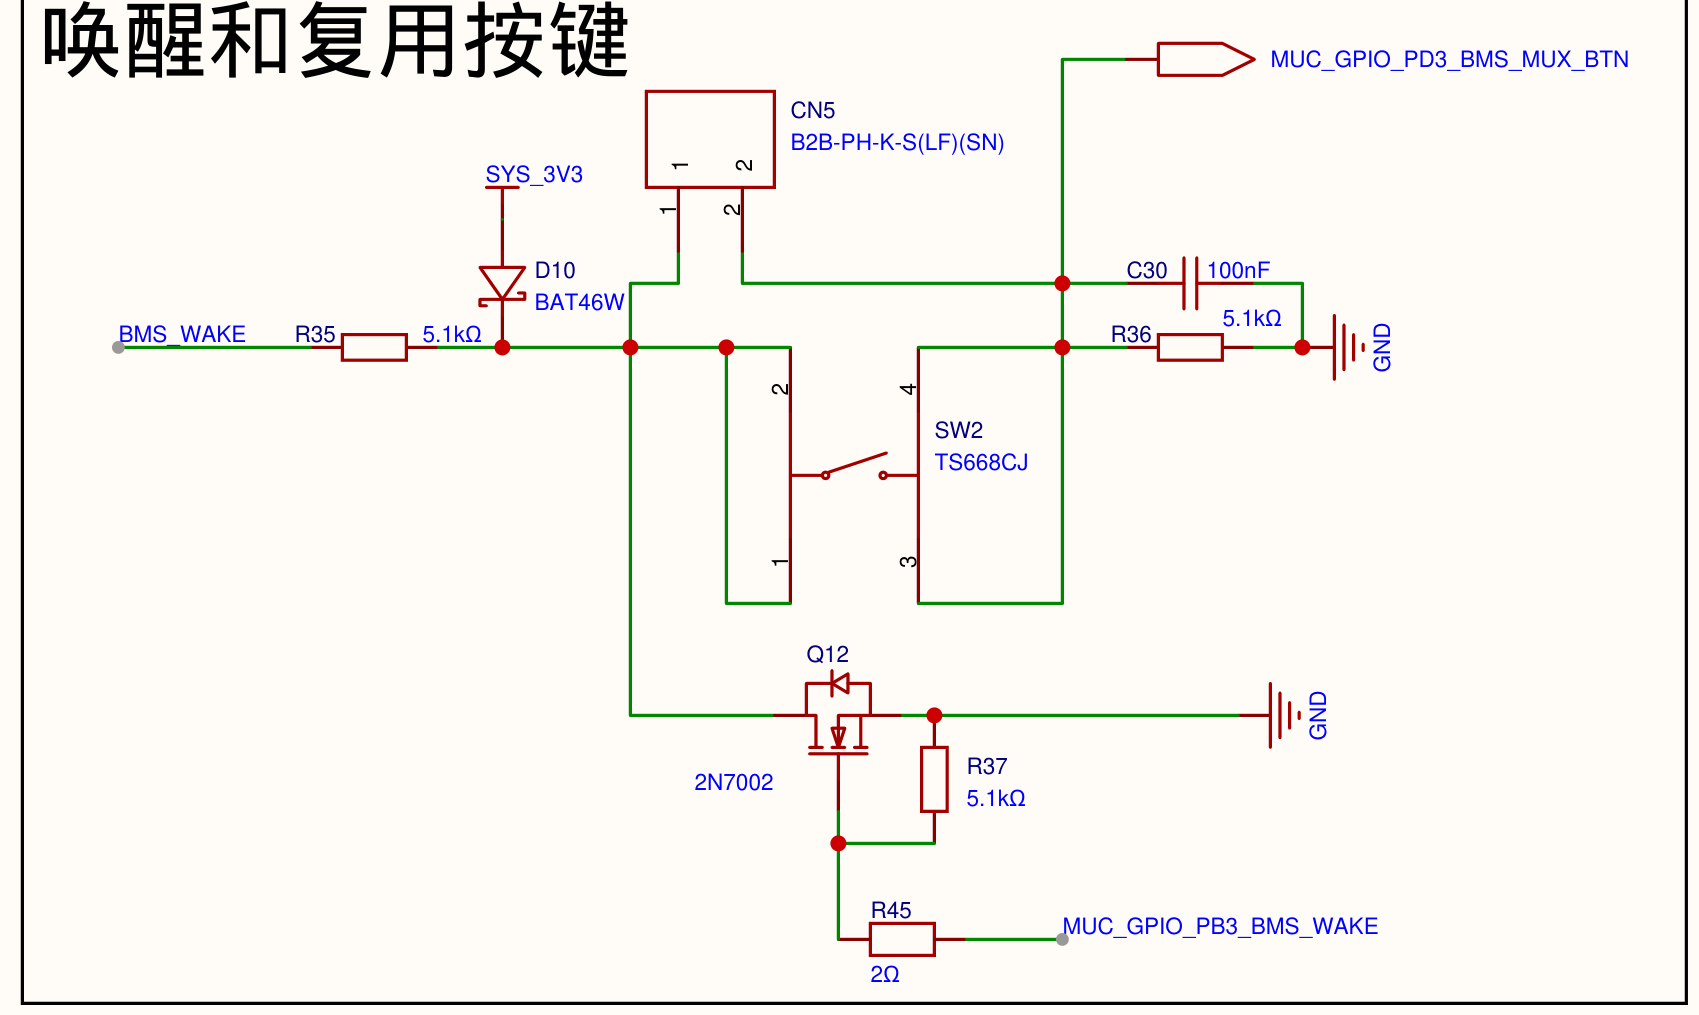 唤醒和复用按键
MUC_GPIO_PD3_BMS_MUX_BTN
CN5
B2B-PH-K-S(LF)(SN)
1
2
SYS_3V3
1
2
D10
BAT46W
C30
100nF
BMS_WAKE
R35
5.1kΩ
R36
5.1kΩ
GND
2
4
SW2
TS668CJ
1
3
Q12
2N7002
GND
R37
5.1kΩ
R45
2Ω
MUC_GPIO_PB3_BMS_WAKE